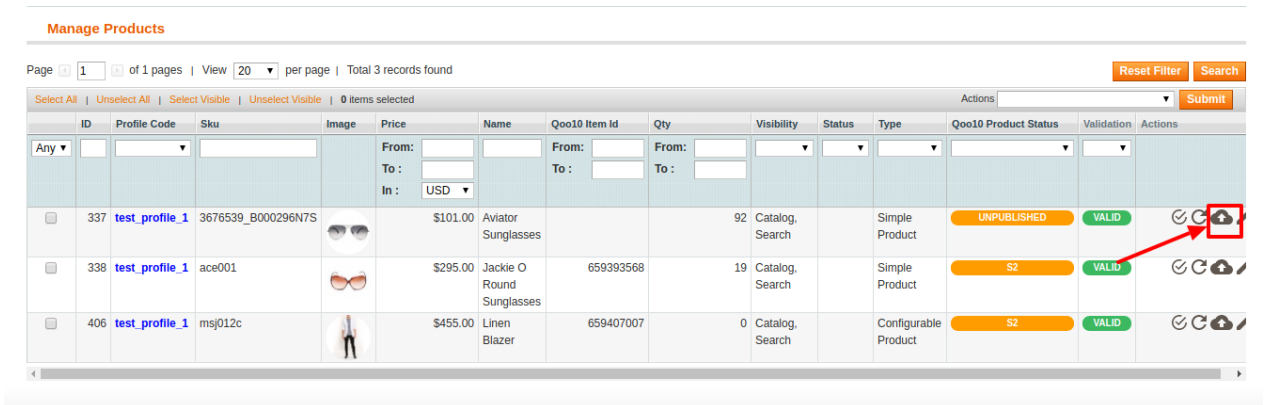 Manage Products
Page 1 of 1 pages | View 20 per page | Total 3 records found
Reset Filter Search
Select All | Unselect All | Select Visible | Unselect Visible | 0 items selected
Actions Submit
ID Profile Code Sku Image Price Name Qoo10 Item Id Qty Visibility Status Type Qoo10 Product Status Validation Actions
Any From: From: From:
To : To : To :
In : USD
337 test_profile_1 3676539_B000296N7S $101.00 Aviator 92 Catalog, Simple UNPUBLISHED VALID
Sunglasses Search Product
338 test_profile_1 ace001 $295.00 Jackie O 659393568 19 Catalog, Simple S2 VALID
Round Search Product
Sunglasses
406 test_profile_1 msj012c $455.00 Linen 659407007 0 Catalog, Configurable S2 VALID
Blazer Search Product